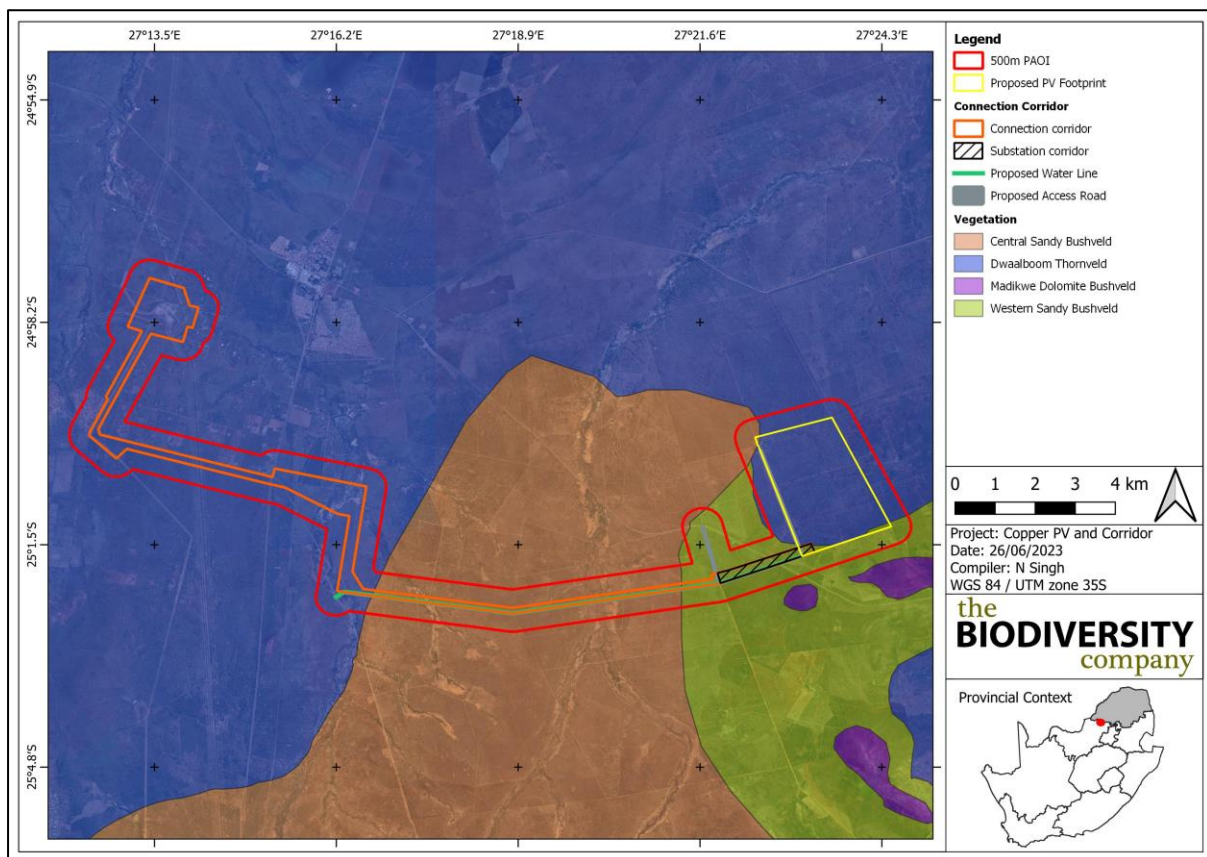 27°13.5'E 27°16.2'E 27°18.9'E 27°21.6'E 27°24.3'E
24°54.9'S
24°58.2'S
25°1.5'S
25°4.8'S
Legend
500m PAOI
Proposed PV Footprint
Connection Corridor
Connection corridor
Substation corridor
Proposed Water Line
Proposed Access Road
Vegetation
Central Sandy Bushveld
Dwaalboom Thornveld
Madikwe Dolomite Bushveld
Western Sandy Bushveld
0 1 2 3 4 km
Project: Copper PV and Corridor
Date: 26/06/2023
Compiler: N Singh
WGS 84 / UTM zone 35S
the
BIODIVERSITY
company
Provincial Context